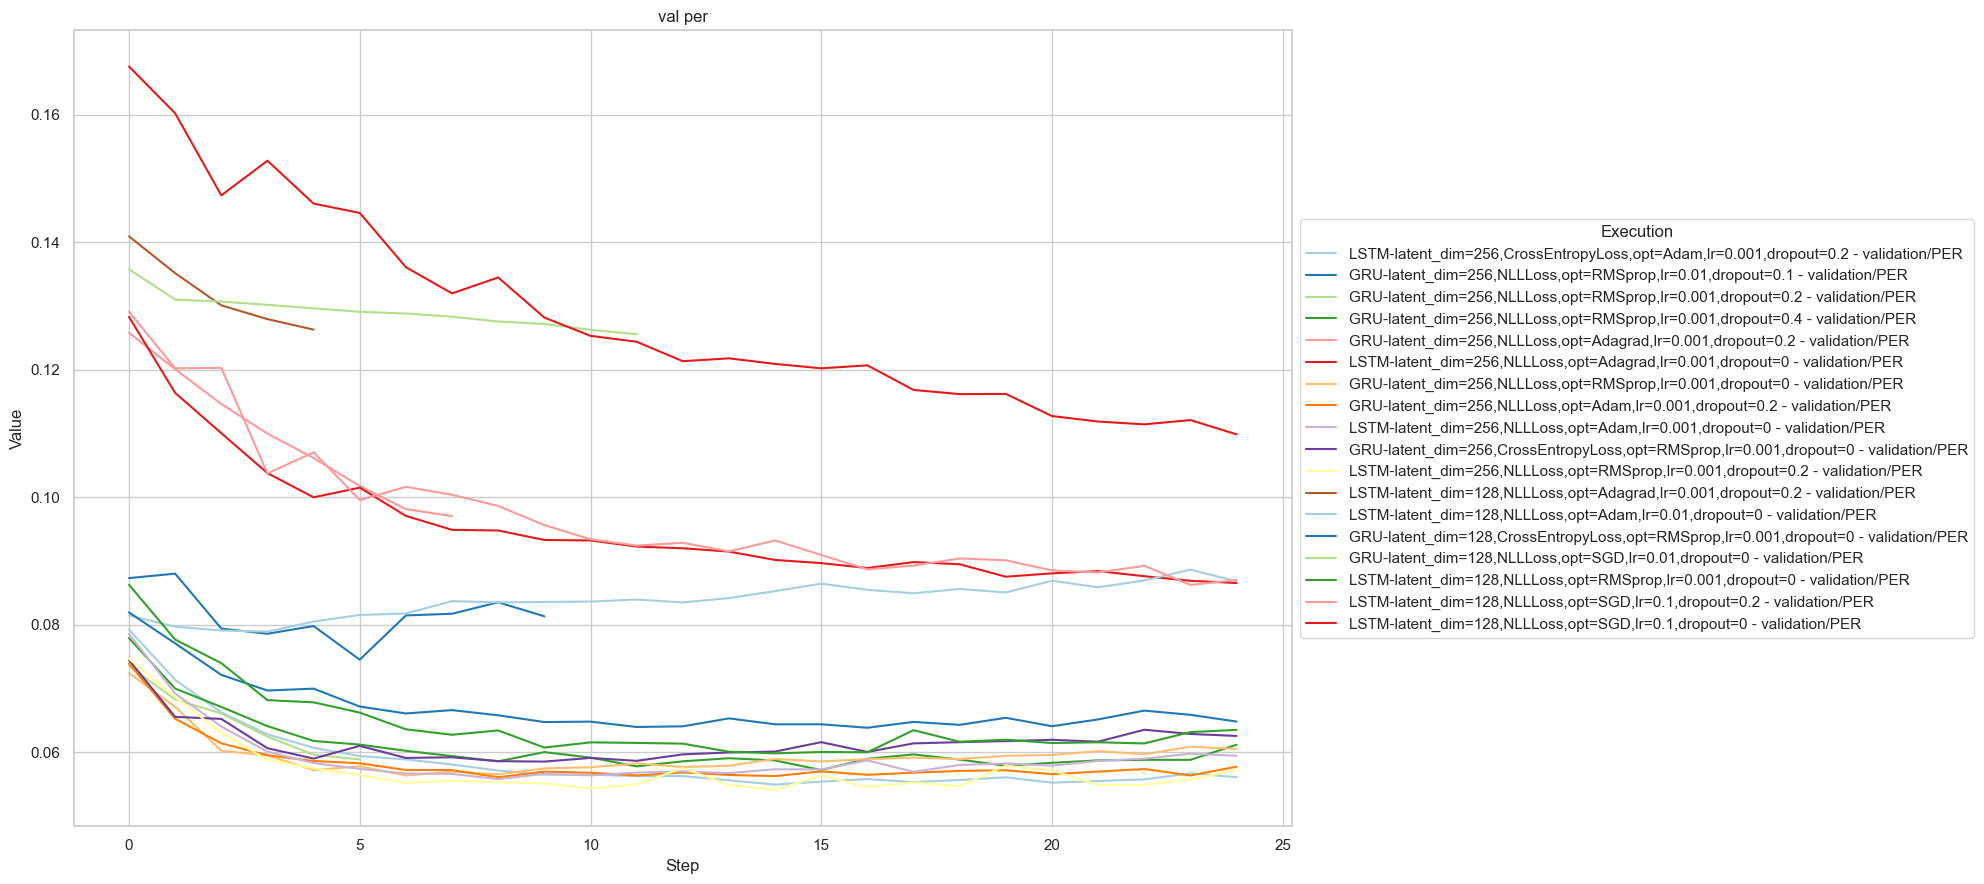 val per
0.16
0.14
0.12
0.10
0.08
0.06
Value
0
5
10
15
20
25
Step
Execution
LSTM-latent_dim=256,CrossEntropyLoss,opt=Adam,lr=0.001,dropout=0.2 - validation/PER
GRU-latent_dim=256,NLLLoss,opt=RMSprop,lr=0.01,dropout=0.1 - validation/PER
GRU-latent_dim=256,NLLLoss,opt=RMSprop,lr=0.001,dropout=0.2 - validation/PER
GRU-latent_dim=256,NLLLoss,opt=RMSprop,lr=0.001,dropout=0.4 - validation/PER
GRU-latent_dim=256,NLLLoss,opt=Adagrad,lr=0.001,dropout=0.2 - validation/PER
LSTM-latent_dim=256,NLLLoss,opt=Adagrad,lr=0.001,dropout=0 - validation/PER
GRU-latent_dim=256,NLLLoss,opt=RMSprop,lr=0.001,dropout=0 - validation/PER
GRU-latent_dim=256,NLLLoss,opt=Adam,lr=0.001,dropout=0.2 - validation/PER
LSTM-latent_dim=256,NLLLoss,opt=Adam,lr=0.001,dropout=0 - validation/PER
GRU-latent_dim=256,CrossEntropyLoss,opt=RMSprop,lr=0.001,dropout=0 - validation/PER
LSTM-latent_dim=256,NLLLoss,opt=RMSprop,lr=0.001,dropout=0.2 - validation/PER
LSTM-latent_dim=128,NLLLoss,opt=Adagrad,lr=0.001,dropout=0.2 - validation/PER
LSTM-latent_dim=128,NLLLoss,opt=Adam,lr=0.01,dropout=0 - validation/PER
GRU-latent_dim=128,CrossEntropyLoss,opt=RMSprop,lr=0.001,dropout=0 - validation/PER
GRU-latent_dim=128,NLLLoss,opt=SGD,lr=0.01,dropout=0 - validation/PER
LSTM-latent_dim=128,NLLLoss,opt=RMSprop,lr=0.001,dropout=0 - validation/PER
LSTM-latent_dim=128,NLLLoss,opt=SGD,lr=0.1,dropout=0.2 - validation/PER
LSTM-latent_dim=128,NLLLoss,opt=SGD,lr=0.1,dropout=0 - validation/PER